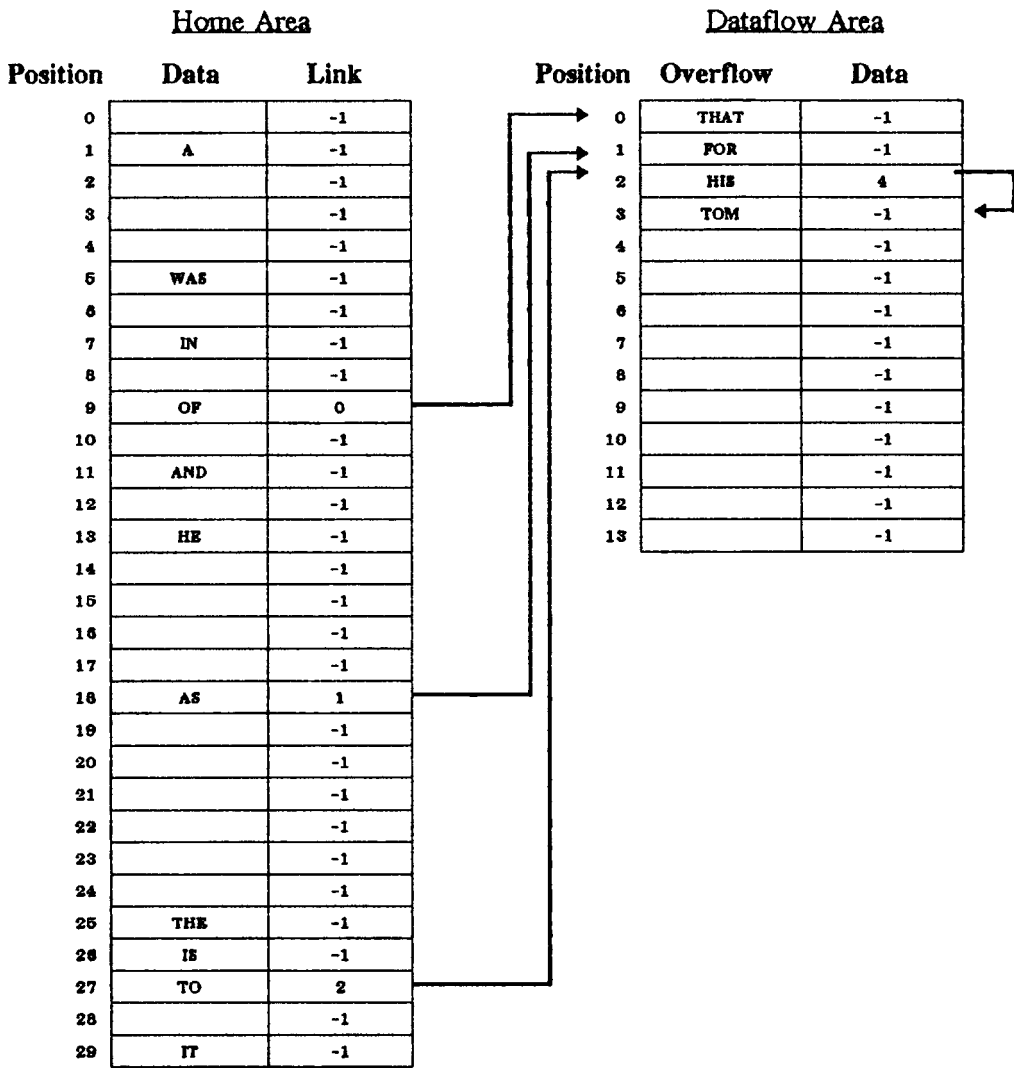 Home Area
Dataflow Area
Position Data Link
Position Overflow Data
0 -1
0 THAT -1
1 A -1
1 FOR -1
2 -1
2 HIS 4
3 -1
3 TOM -1
4 -1
4 -1
5 WAS -1
5 -1
6 -1
6 -1
7 IN -1
7 -1
8 -1
8 -1
9 OF 0
9 -1
10 -1
10 -1
11 AND -1
11 -1
12 -1
12 -1
13 HE -1
13 -1
14 -1
15 -1
16 -1
17 -1
18 AS 1
19 -1
20 -1
21 -1
22 -1
23 -1
24 -1
25 THE -1
26 IS -1
27 TO 2
28 -1
29 IT -1